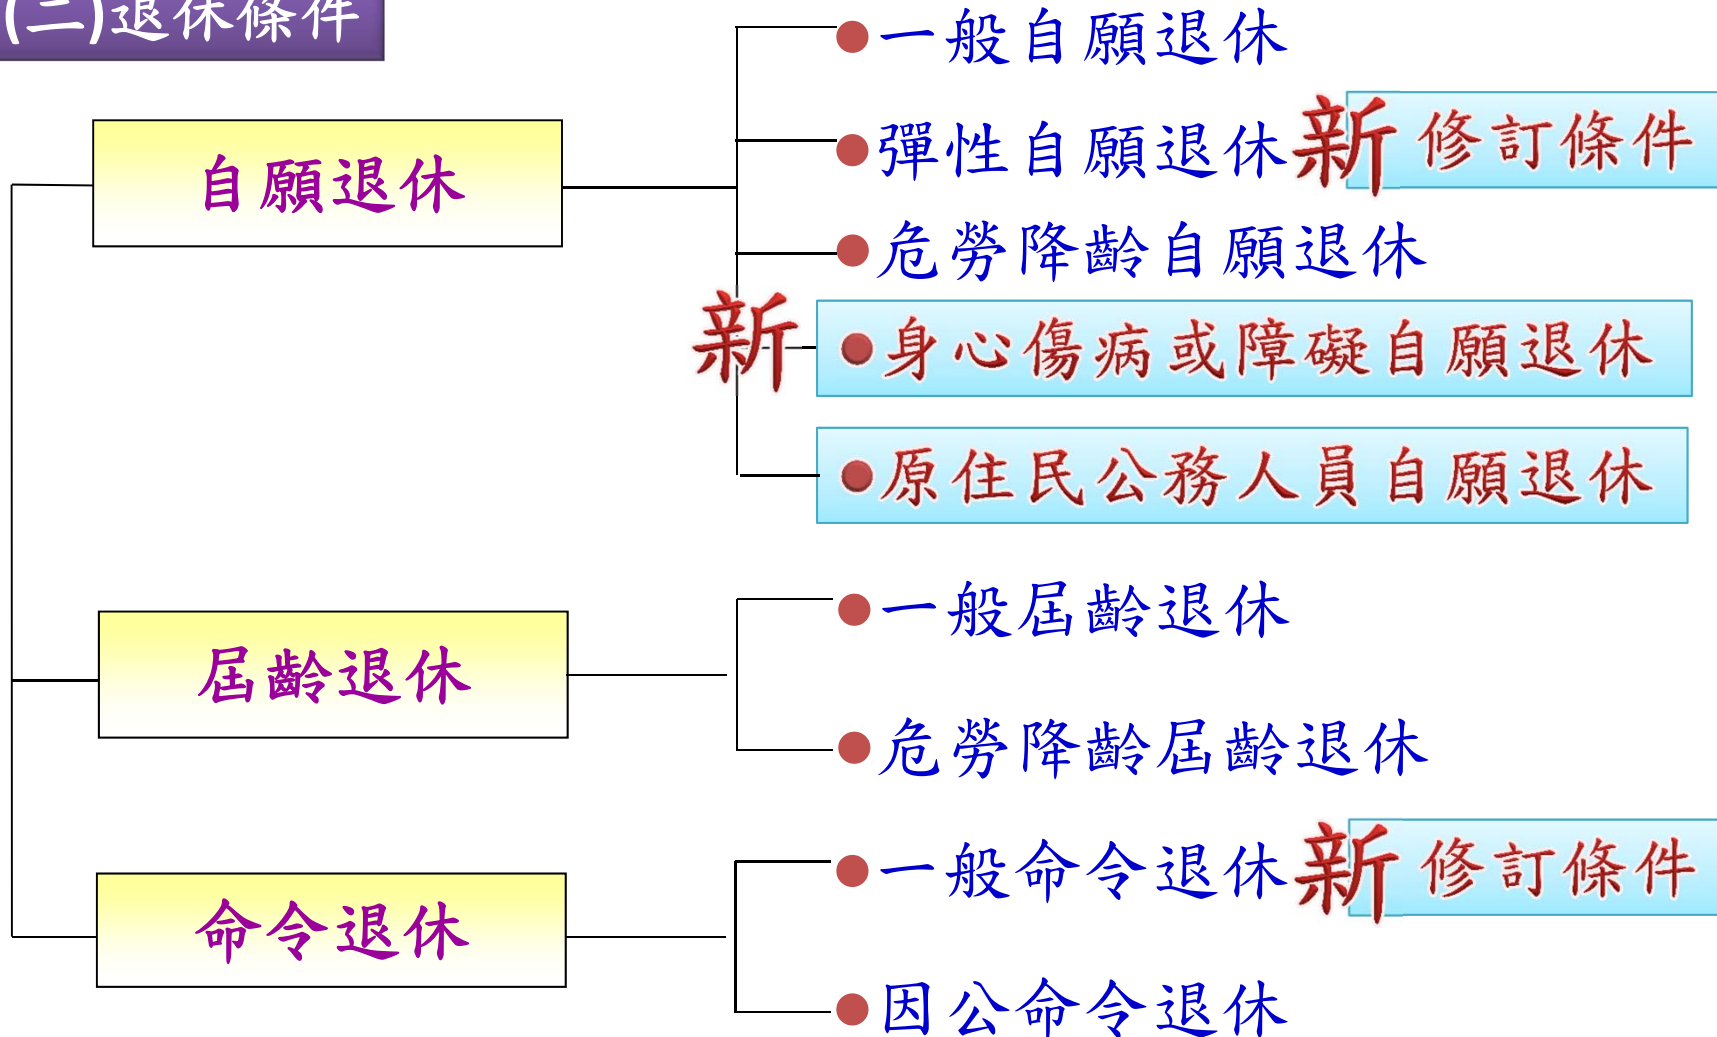 (二)退休條件
自願退休
●一般自願退休
●彈性自願退休 新 修訂條件
●危勞降齡自願退休
新 ●身心傷病或障礙自願退休
●原住民公務人員自願退休
屆齡退休
●一般屆齡退休
●危勞降齡屆齡退休
命令退休
●一般命令退休 新 修訂條件
●因公命令退休